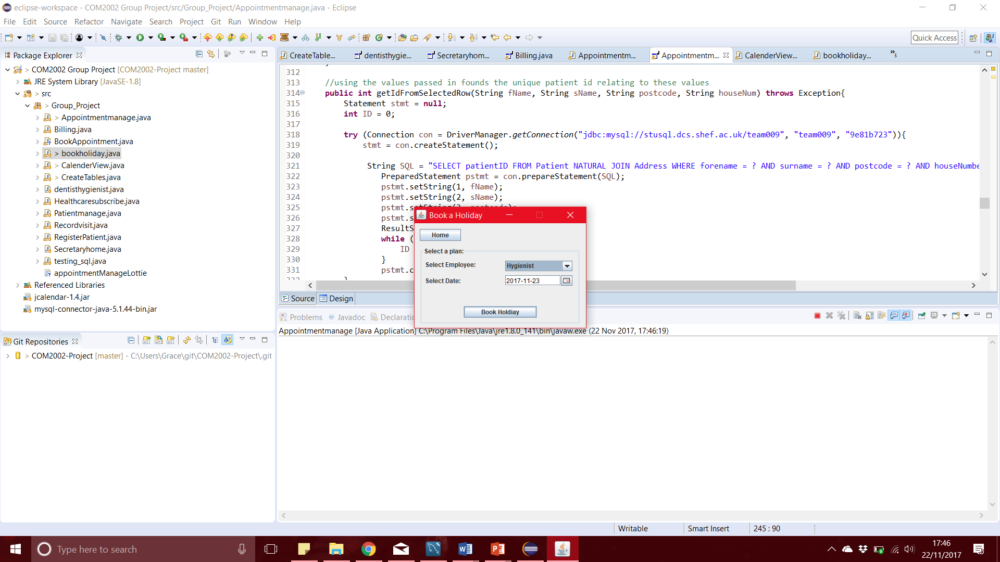 eclipse-workspace - COM2002 Group Project/src/Group_Project/Appointmentmanage.java - Eclipse
File Edit Source Refactor Navigate Search Project Git Run Window Help
Quick Access
Package Explorer
> COM2002 Group Project [COM2002-Project master]
JRE System Library [JavaSE-1.8]
> src
> Group_Project
> Appointmentmanage.java
Billing.java
BookAppointment.java
> bookholiday.java
> CalenderView.java
> CreateTables.java
dentisthygienist.java
Healthcaresubscribe.java
Patientmanage.java
Recordvisit.java
RegisterPatient.java
Secretaryhome.java
testing_sql.java
appointmentManageLottie
Referenced Libraries
jcalendar-1.4.jar
mysql-connector-java-5.1.44-bin.jar
Git Repositories
> COM2002-Project [master] - C:\Users\Grace\git\COM2002-Project\.git
CreateTable... dentisthygie... Secretaryhom... Billing.java Appointmentm... Appointmentm... CalenderView... bookholiday... »5
312
313 //using the values passed in founds the unique patient id relating to these values
314 public int getIdFromSelectedRow(String fName, String sName, String postcode, String houseNum) throws Exception{
315 Statement stmt = null;
316 int ID = 0;
317
318 try (Connection con = DriverManager.getConnection("jdbc:mysql://stusql.dcs.shef.ac.uk/team009", "team009", "9e81b723")){
319 stmt = con.createStatement();
320
321 String SQL = "SELECT patientID FROM Patient NATURAL JOIN Address WHERE forename = ? AND surname = ? AND postcode = ? AND houseNumbe
322 PreparedStatement pstmt = con.prepareStatement(SQL);
323 pstmt.setString(1, fName);
324 pstmt.setString(2, sName);
325 pstmt.setString(3, postcode);
326 pstmt.s
327 ResultS
328 while (
329 ID
330 }
331 pstmt.c
332
Source Design
Book a Holiday
Home
Select a plan:
Select Employee: Hygienist
Select Date: 2017-11-23
Book Holdiay
Problems @ Javadoc Declaratio
Appointmentmanage [Java Application] C:\Program Files\Java\jre1.8.0_141\bin\javaw.exe (22 Nov 2017, 17:46:19)
Writable Smart Insert 245 : 90
Type here to search
17:46
22/11/2017